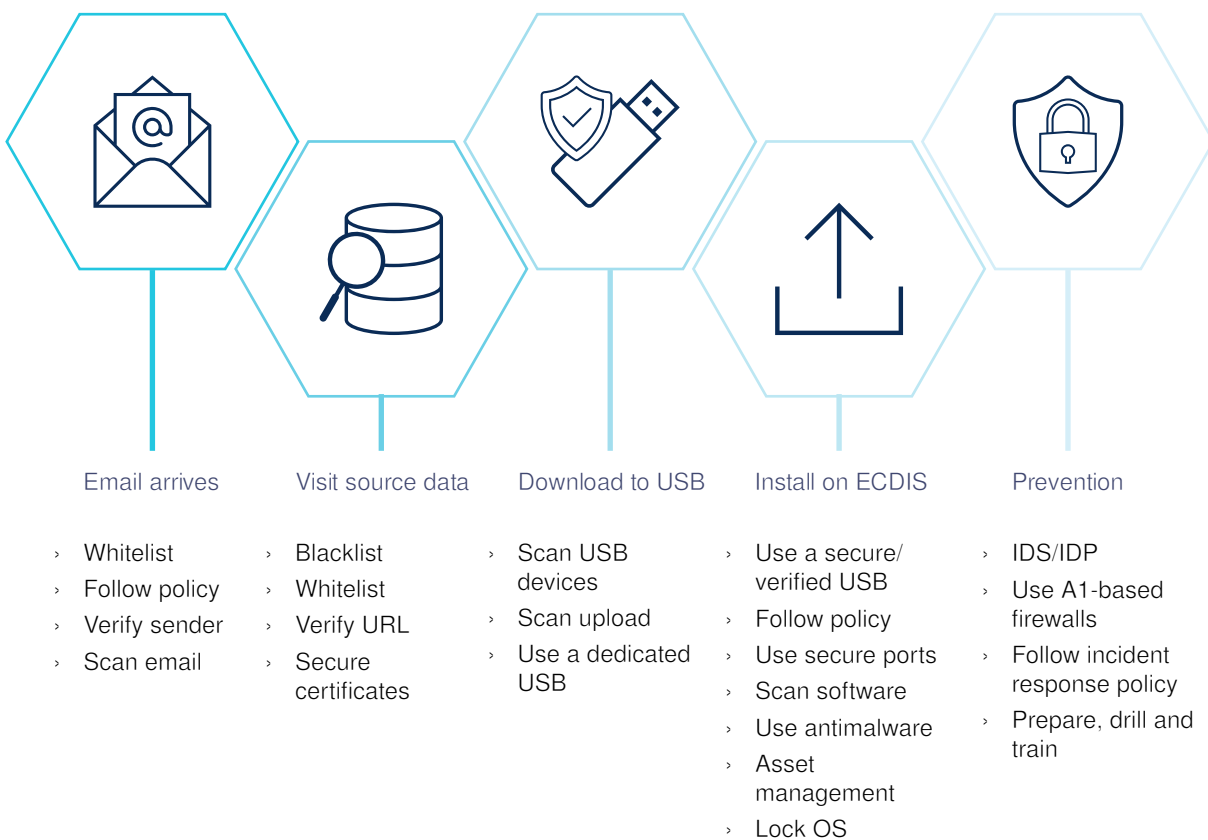 @
Email arrives
› Whitelist
› Follow policy
› Verify sender
› Scan email
Visit source data
› Blacklist
› Whitelist
› Verify URL
› Secure
certificates
Download to USB
› Scan USB
devices
› Scan upload
› Use a dedicated
USB
Install on ECDIS
› Use a secure/
verified USB
› Follow policy
› Use secure ports
› Scan software
› Use antimalware
› Asset
management
› Lock OS
Prevention
› IDS/IDP
› Use A1-based
firewalls
› Follow incident
response policy
› Prepare, drill and
train